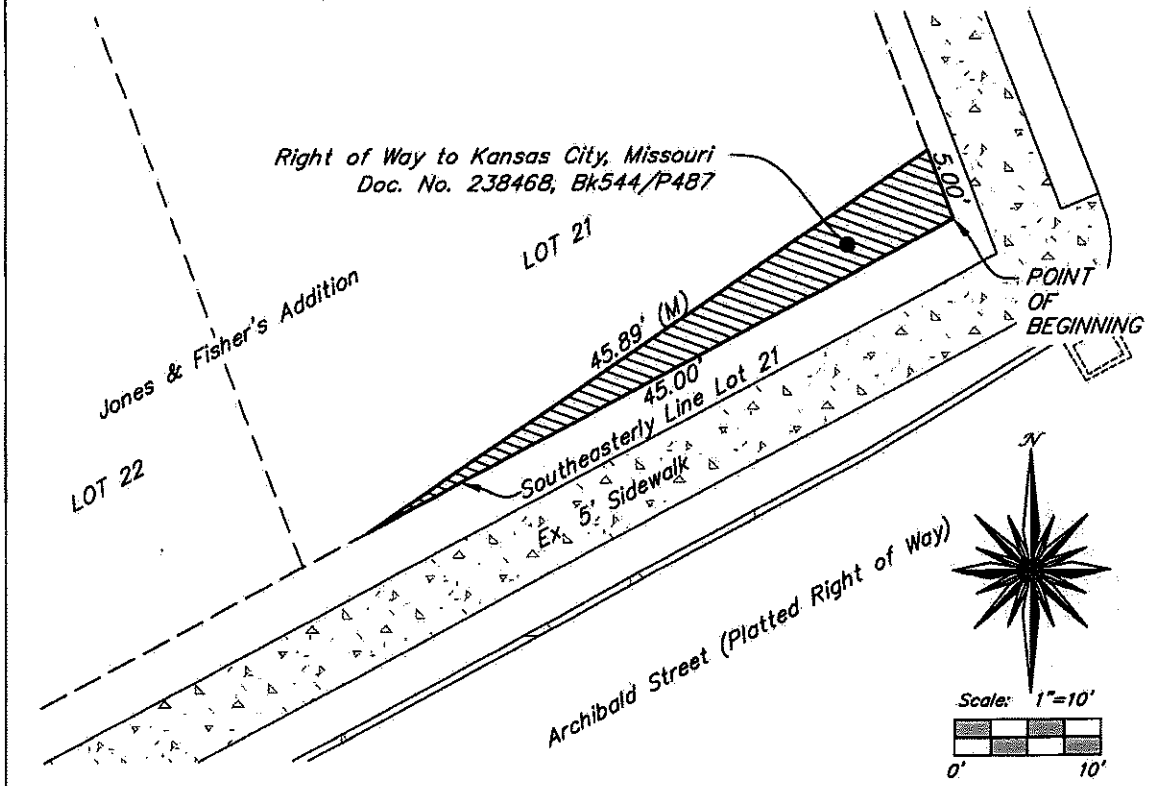 Right of Way to Kansas City, Missouri
Doc. No. 238468, Bk544/P487
5.00'
LOT 21
POINT
OF
BEGINNING
Jones & Fisher's Addition
45.89' (M)
45.00'
Southeasterly Line Lot 21
LOT 22
Ex. 5' Sidewalk
N
Archibald Street (Platted Right of Way)
Scale: 1"=10'
0' 10'